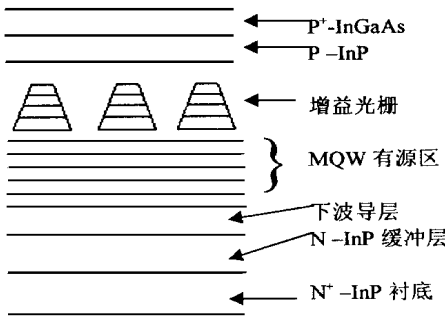 P⁺-InGaAs
P –InP
增益光栅
MQW 有源区
下波导层
N –InP 缓冲层
N⁺ –InP 衬底